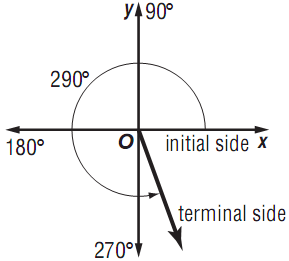 y 90°
290°
180° O initial side x
terminal side
270°